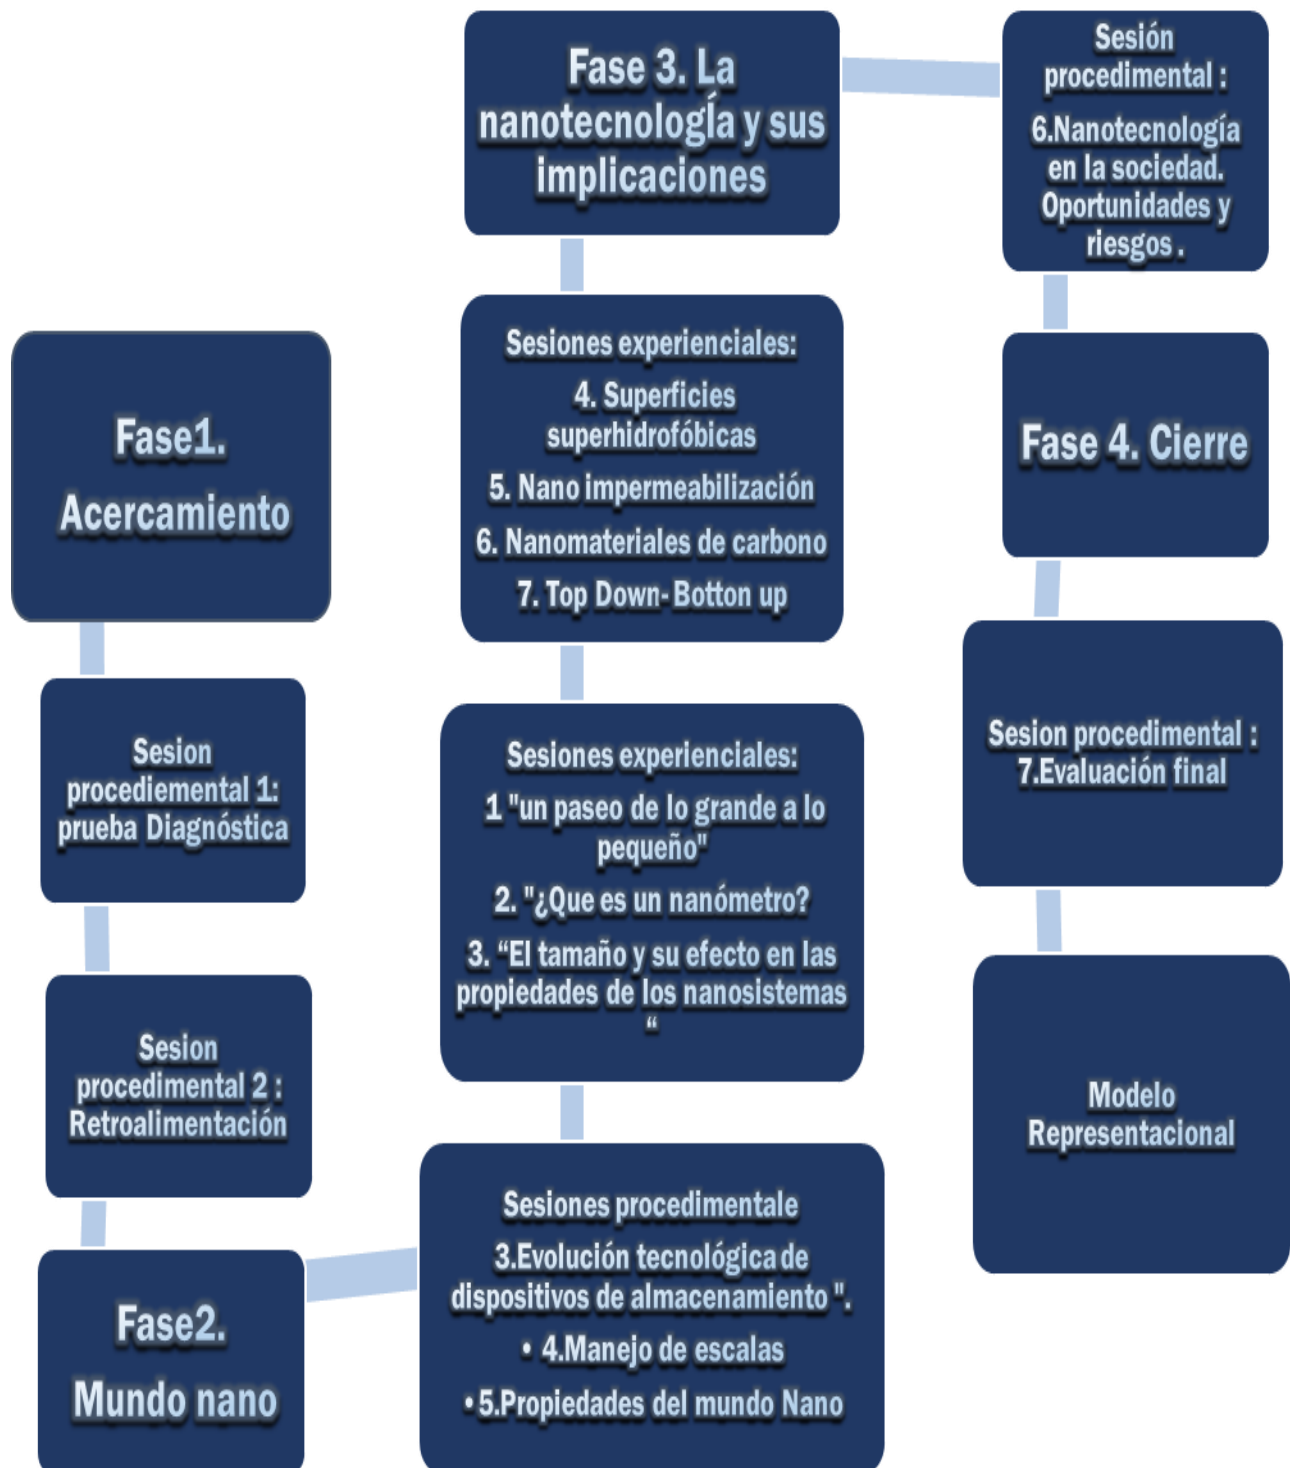 Fase1.
Acercamiento
Sesion
procediemental 1:
prueba Diagnóstica
Sesion
procedimental 2 :
Retroalimentación
Fase2.
Mundo nano
Sesiones procedimentale
3.Evolución tecnológica de
dispositivos de almacenamiento ".
• 4.Manejo de escalas
• 5.Propiedades del mundo Nano
Sesiones experienciales:
1 "un paseo de lo grande a lo
pequeño"
2. "¿Que es un nanómetro?
3. “El tamaño y su efecto en las
propiedades de los nanosistemas
“
Sesiones experienciales:
4. Superficies
superhidrofóbicas
5. Nano impermeabilización
6. Nanomateriales de carbono
7. Top Down- Botton up
Fase 3. La
nanotecnología y sus
implicaciones
Sesión
procedimental :
6.Nanotecnología
en la sociedad.
Oportunidades y
riesgos .
Fase 4. Cierre
Sesion procedimental :
7.Evaluación final
Modelo
Representacional